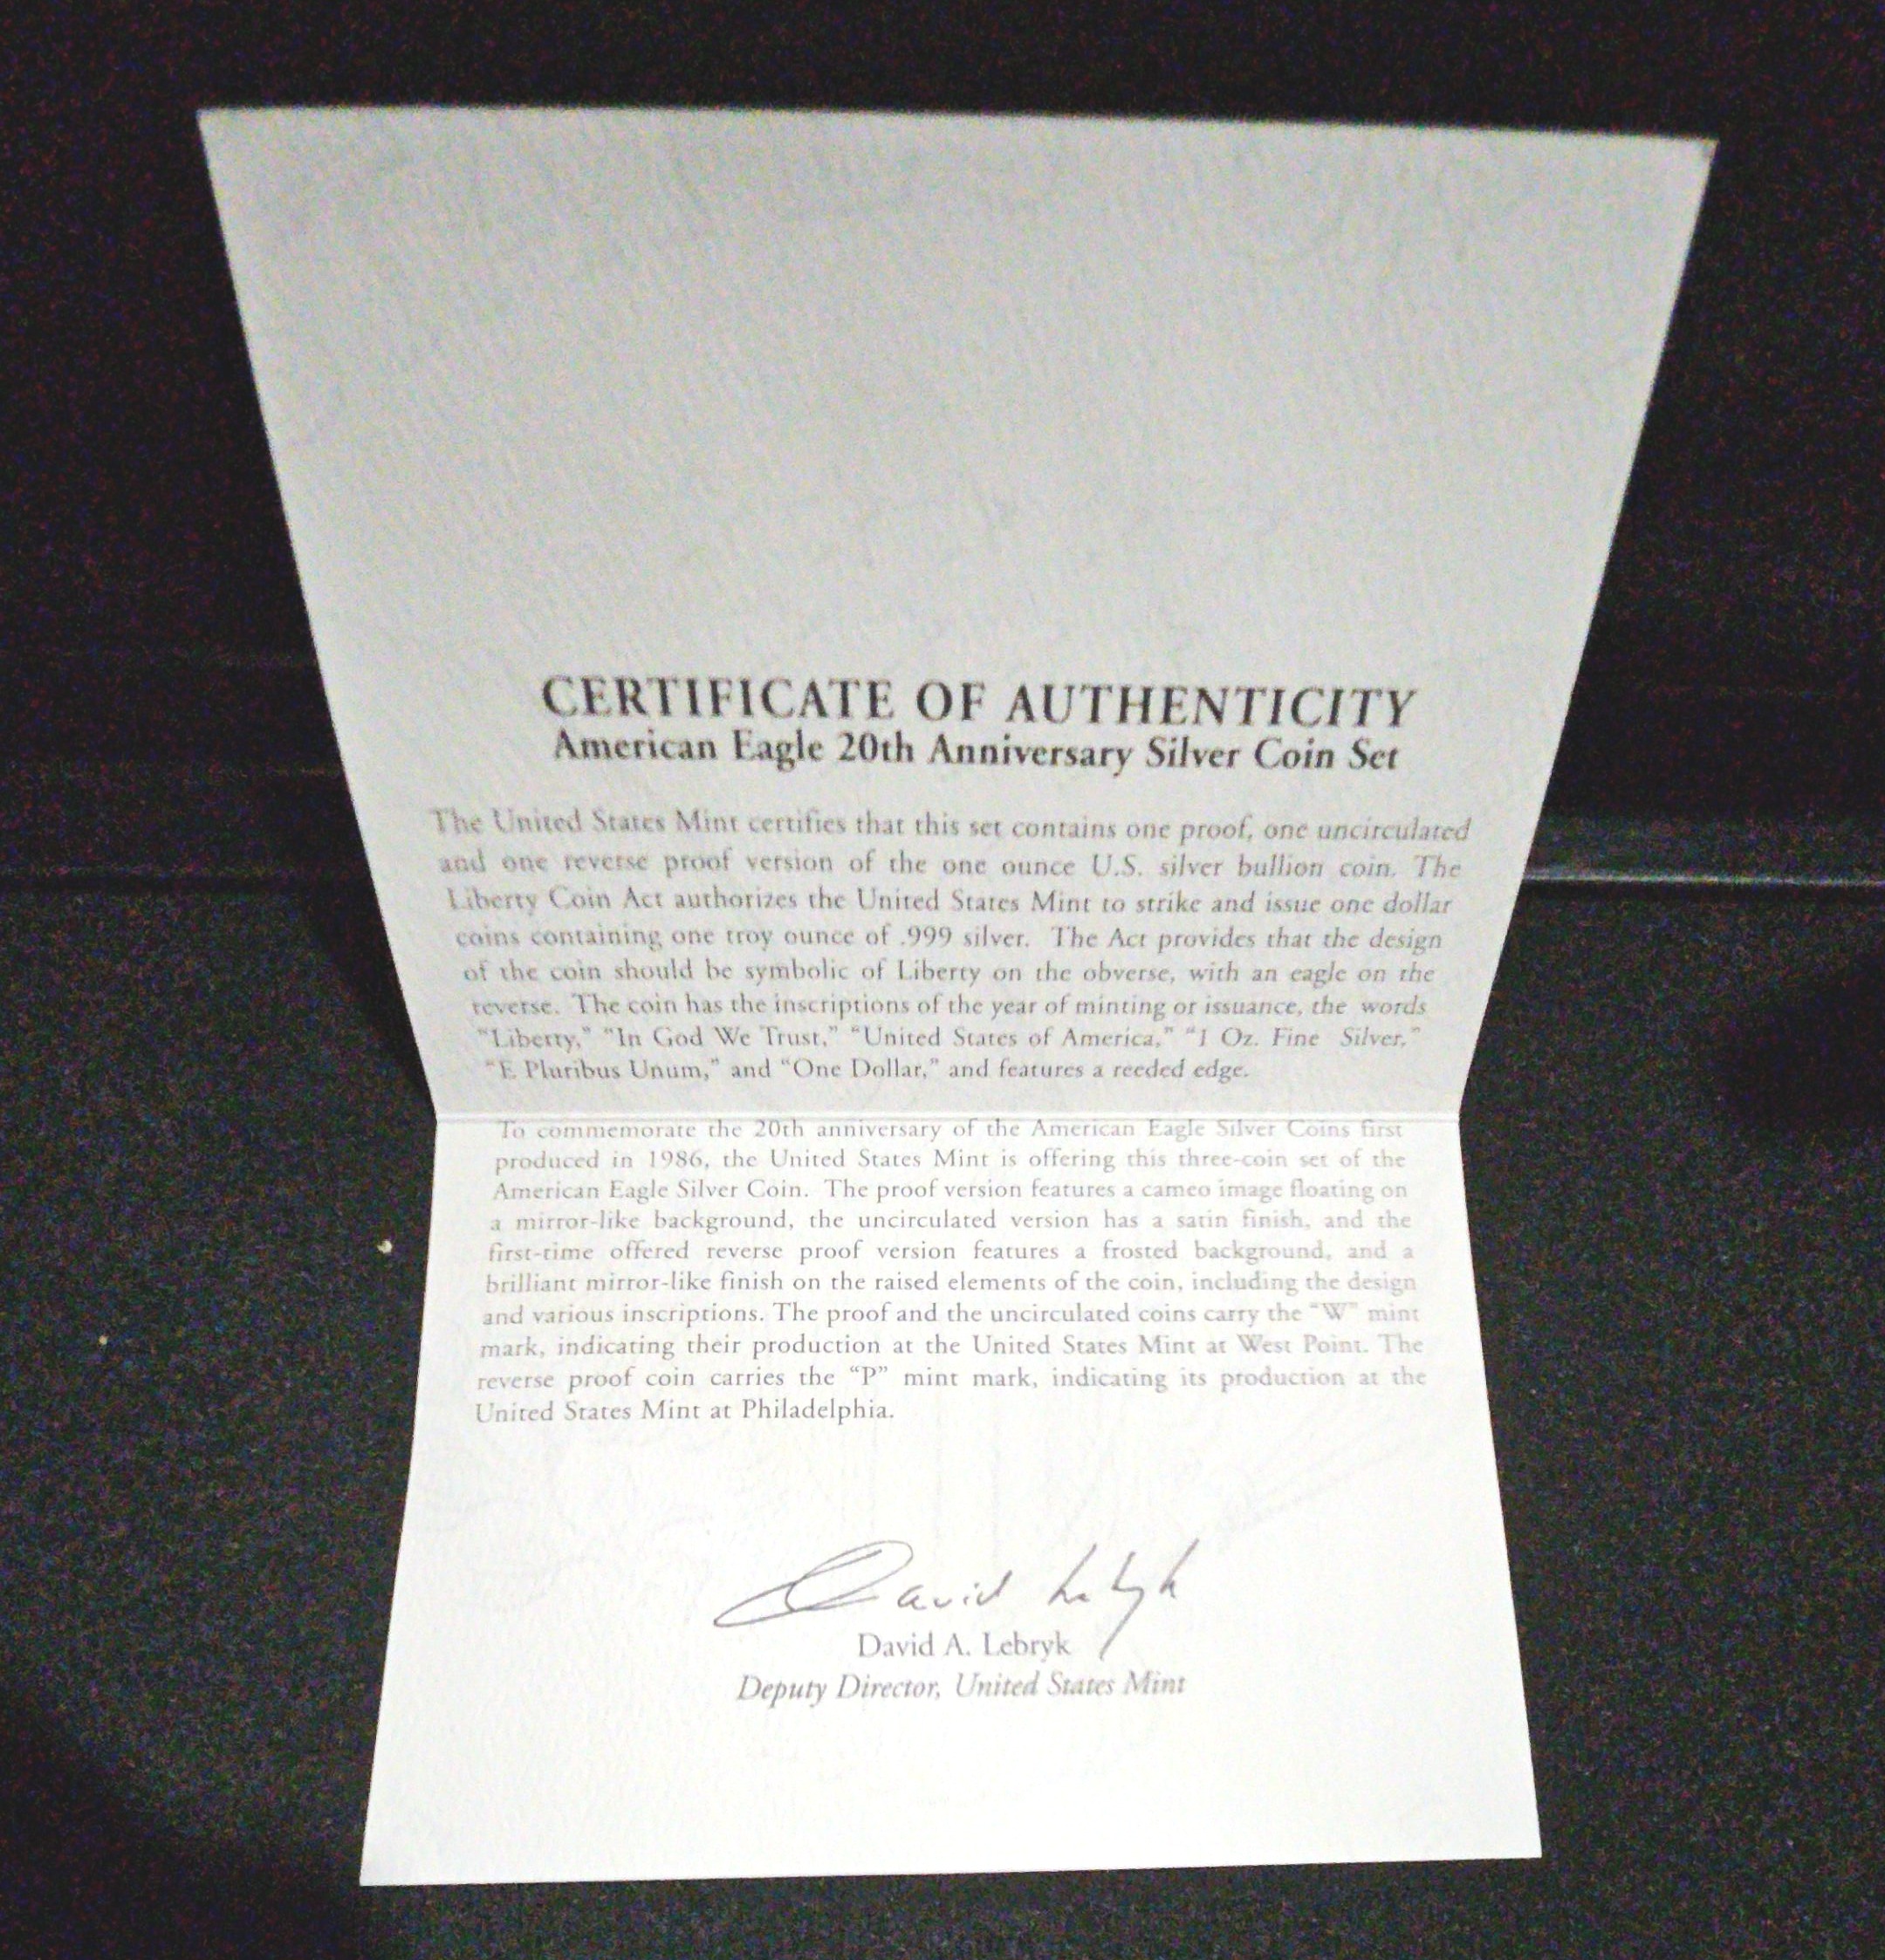 CERTIFICATE OF AUTHENTICITY
American Eagle 20th Anniversary Silver Coin Set
The United States Mint certifies that this set contains one proof, one uncirculated
and one reverse proof version of the one ounce U.S. silver bullion coin. The
Liberty Coin Act authorizes the United States Mint to strike and issue one dollar
coins containing one troy ounce of .999 silver. The Act provides that the design
of the coin should be symbolic of Liberty on the obverse, with an eagle on the
reverse. The coin has the inscriptions of the year of minting or issuance, the words
“Liberty,” “In God We Trust,” “United States of America,” “1 Oz. Fine Silver,”
“E Pluribus Unum,” and “One Dollar,” and features a reeded edge.
To commemorate the 20th anniversary of the American Eagle Silver Coins first
produced in 1986, the United States Mint is offering this three-coin set of the
American Eagle Silver Coin. The proof version features a cameo image floating on
a mirror-like background, the uncirculated version has a satin finish, and the
first-time offered reverse proof version features a frosted background, and a
brilliant mirror-like finish on the raised elements of the coin, including the design
and various inscriptions. The proof and the uncirculated coins carry the “W” mint
mark, indicating their production at the United States Mint at West Point. The
reverse proof coin carries the “P” mint mark, indicating its production at the
United States Mint at Philadelphia.
David Lebryk
David A. Lebryk
Deputy Director, United States Mint